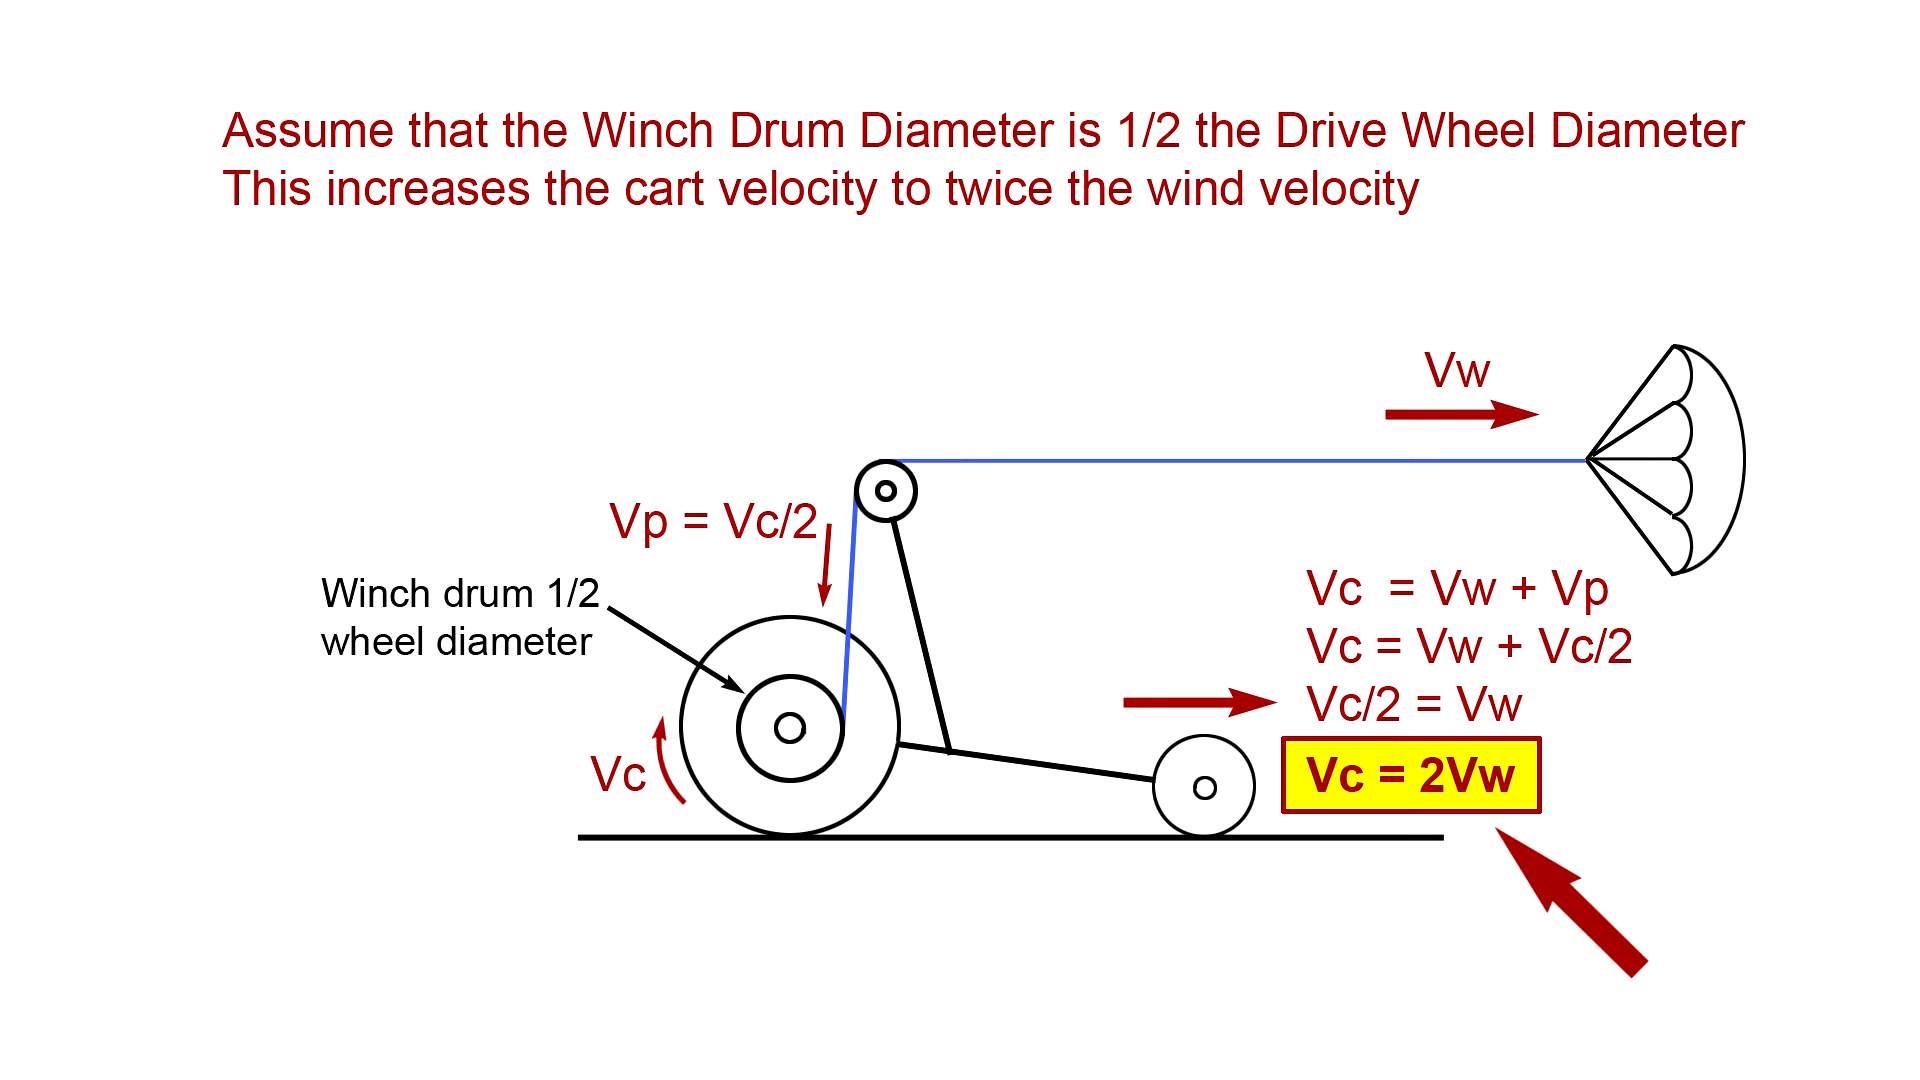 Assume that the Winch Drum Diameter is 1/2 the Drive Wheel Diameter
This increases the cart velocity to twice the wind velocity
Vw
Vp = Vc/2
Winch drum 1/2
wheel diameter
Vc
Vc = Vw + Vp
Vc = Vw + Vc/2
Vc/2 = Vw
Vc = 2Vw